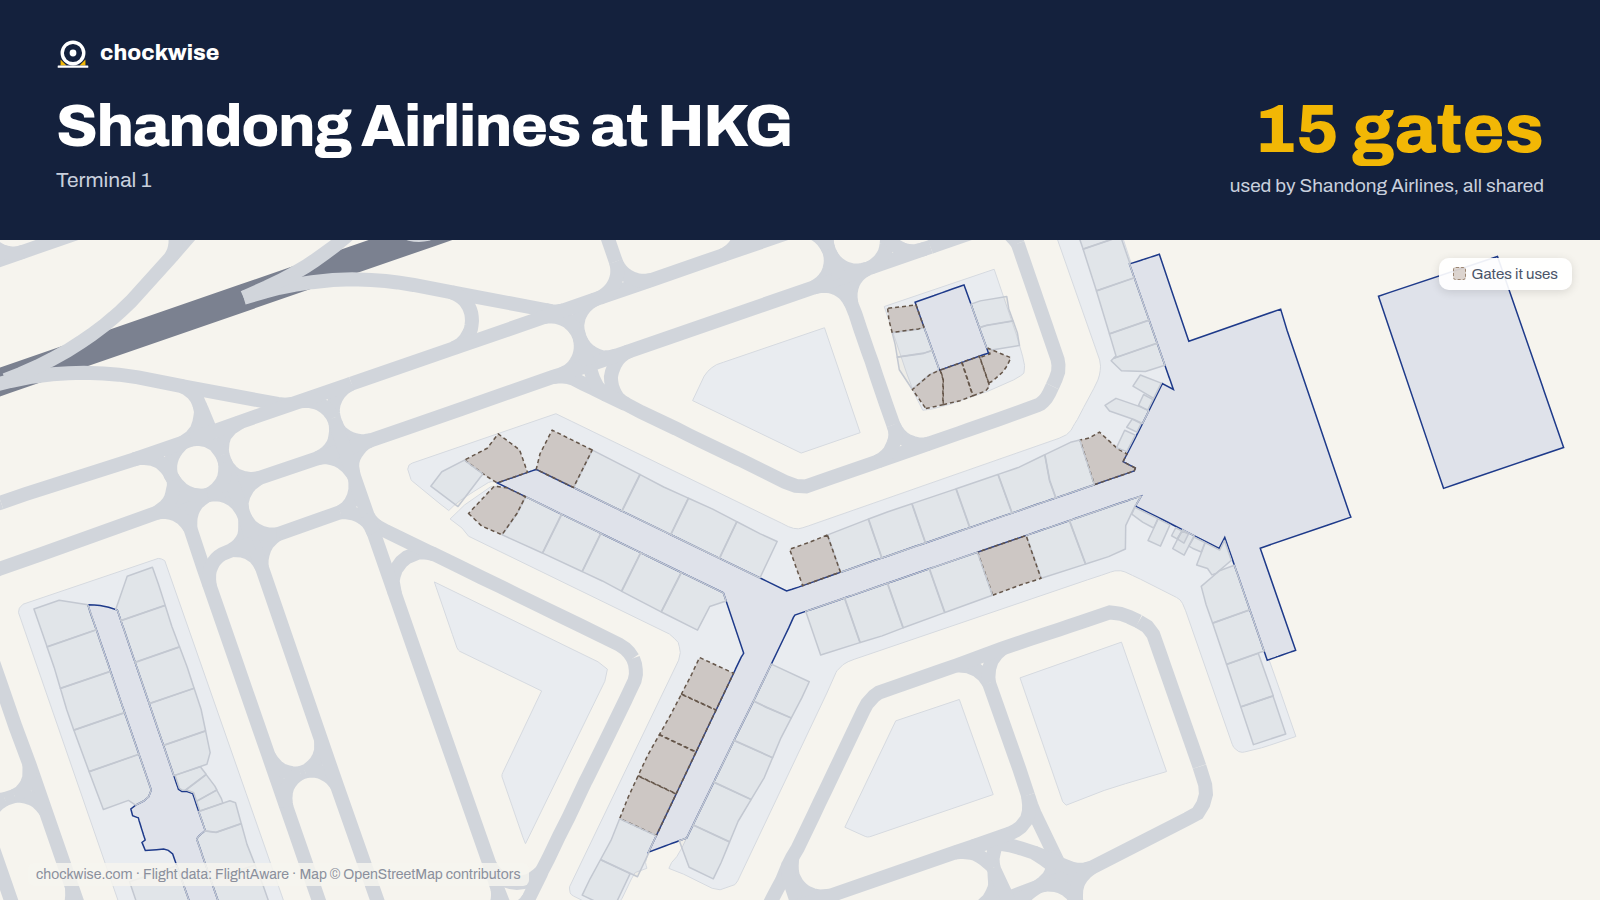 chockwise
Shandong Airlines at HKG
Terminal 1
15 gates
used by Shandong Airlines, all shared
Gates it uses
chockwise.com · Flight data: FlightAware · Map © OpenStreetMap contributors